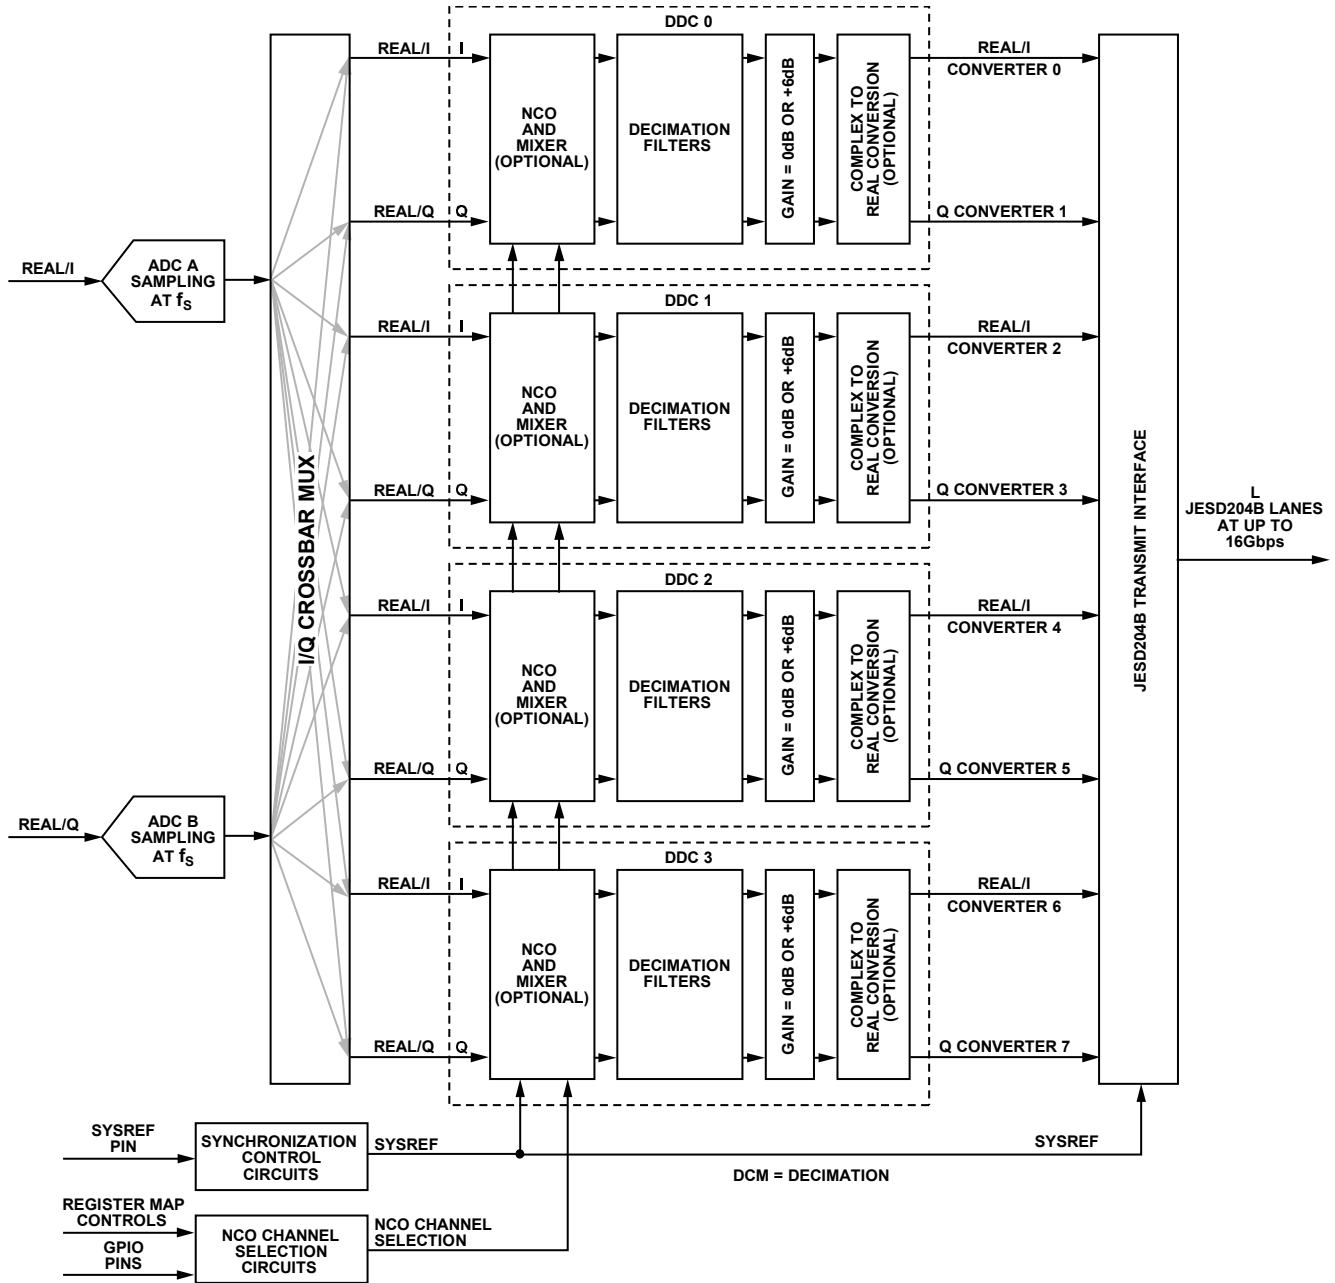 DDC 0
REAL/I
I
NCO
AND
MIXER
(OPTIONAL)
DECIMATION
FILTERS
GAIN = 0dB OR +6dB
COMPLEX TO
REAL CONVERSION
(OPTIONAL)
REAL/I
CONVERTER 0
REAL/Q
Q
Q CONVERTER 1
REAL/I
ADC A
SAMPLING
AT fS
I/Q CROSSBAR MUX
DDC 1
REAL/I
I
NCO
AND
MIXER
(OPTIONAL)
DECIMATION
FILTERS
GAIN = 0dB OR +6dB
COMPLEX TO
REAL CONVERSION
(OPTIONAL)
REAL/I
CONVERTER 2
REAL/Q
Q
Q CONVERTER 3
JESD204B TRANSMIT INTERFACE
L
JESD204B LANES
AT UP TO
16Gbps
DDC 2
REAL/I
I
NCO
AND
MIXER
(OPTIONAL)
DECIMATION
FILTERS
GAIN = 0dB OR +6dB
COMPLEX TO
REAL CONVERSION
(OPTIONAL)
REAL/I
CONVERTER 4
REAL/Q
Q
Q CONVERTER 5
REAL/Q
ADC B
SAMPLING
AT fS
DDC 3
REAL/I
I
NCO
AND
MIXER
(OPTIONAL)
DECIMATION
FILTERS
GAIN = 0dB OR +6dB
COMPLEX TO
REAL CONVERSION
(OPTIONAL)
REAL/I
CONVERTER 6
REAL/Q
Q
Q CONVERTER 7
SYSREF
PIN
SYNCHRONIZATION
CONTROL
CIRCUITS
SYSREF
SYSREF
DCM = DECIMATION
REGISTER MAP
CONTROLS
GPIO
PINS
NCO CHANNEL
SELECTION
CIRCUITS
NCO CHANNEL
SELECTION